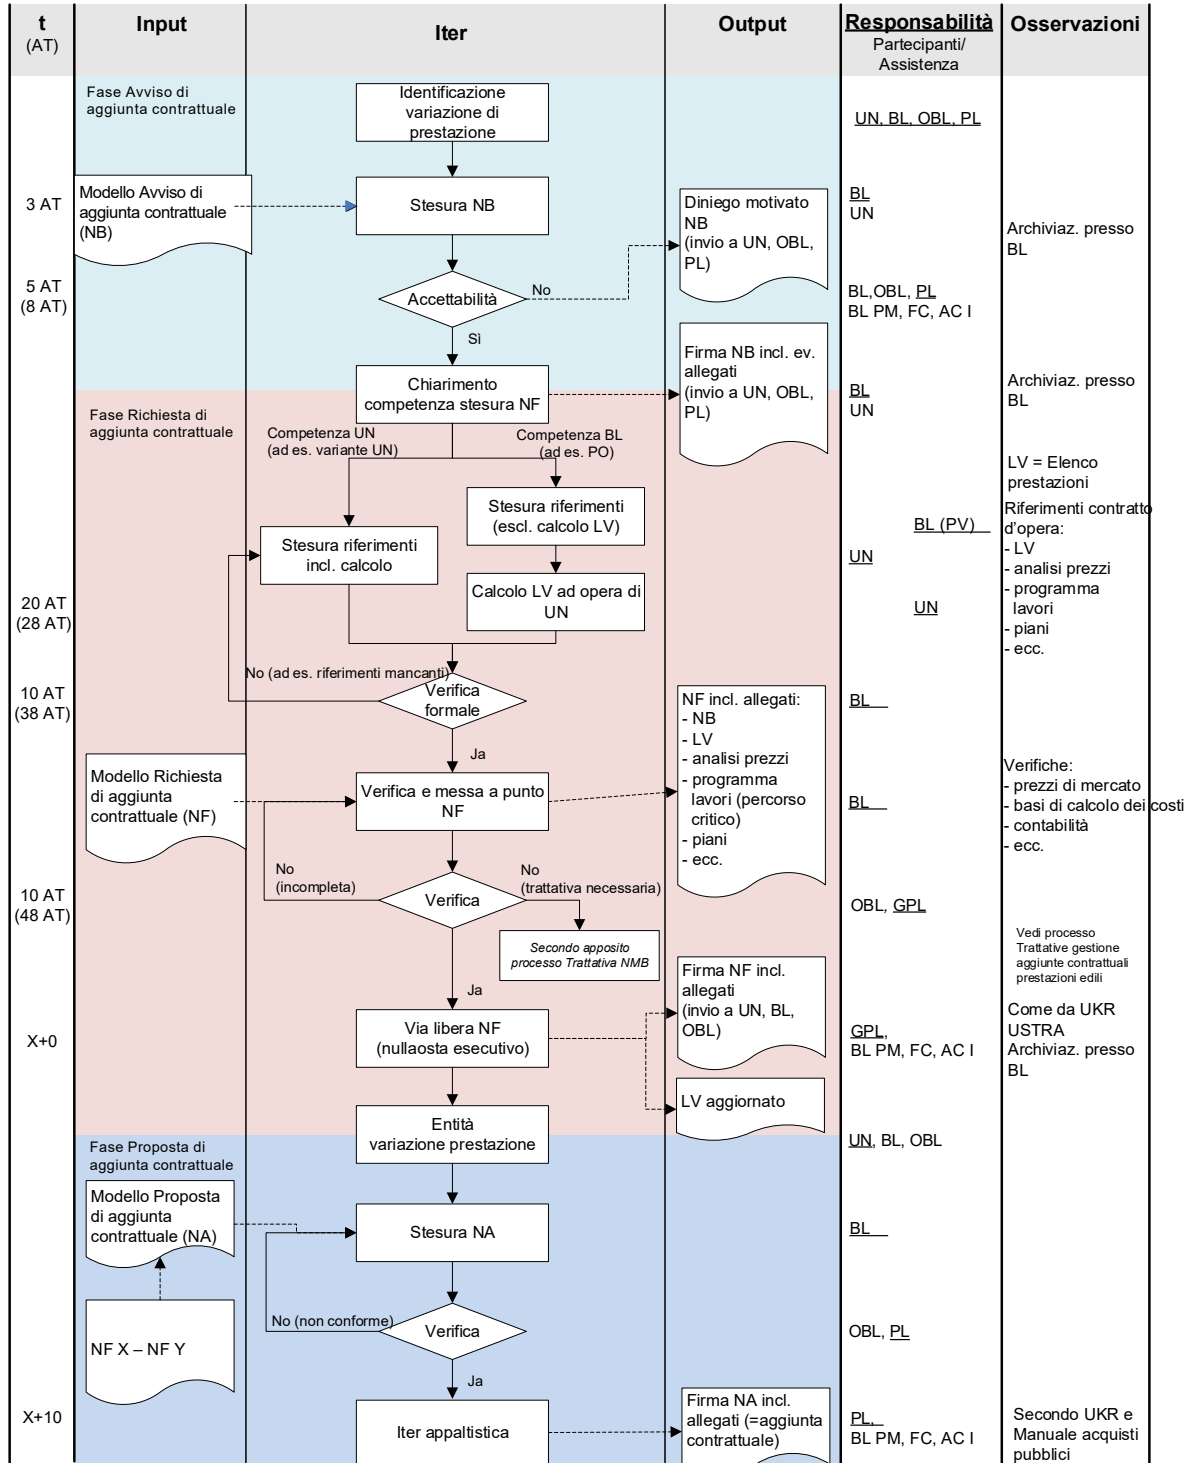 t
(AT)
Input
Iter
Output
Responsabilità
Partecipanti/
Assistenza
Osservazioni
Fase Avviso di
aggiunta contrattuale
Identificazione
variazione di
prestazione
UN, BL, OBL, PL
3 AT
Modello Avviso di
aggiunta contrattuale
(NB)
Stesura NB
Diniego motivato
NB
(invio a UN, OBL,
PL)
BL
UN
Archiviaz. presso
BL
5 AT
(8 AT)
Accettabilità
No
BL,OBL, PL
BL PM, FC, AC I
Sì
Firma NB incl. ev.
allegati
(invio a UN, OBL,
PL)
Chiarimento
competenza stesura NF
BL
UN
Archiviaz. presso
BL
Fase Richiesta di
aggiunta contrattuale
Competenza UN
(ad es. variante UN)
Competenza BL
(ad es. PO)
LV = Elenco
prestazioni
Stesura riferimenti
(escl. calcolo LV)
BL (PV)
Riferimenti contratto
d'opera:
- LV
- analisi prezzi
- programma
lavori
- piani
- ecc.
Stesura riferimenti
incl. calcolo
UN
20 AT
(28 AT)
Calcolo LV ad opera di
UN
UN
No (ad es. riferimenti mancanti)
10 AT
(38 AT)
Verifica
formale
BL
NF incl. allegati:
- NB
- LV
- analisi prezzi
- programma
lavori (percorso
critico)
- piani
- ecc.
Ja
Modello Richiesta
di aggiunta
contrattuale (NF)
Verifica e messa a punto
NF
BL
Verifiche:
- prezzi di mercato
- basi di calcolo dei costi
- contabilità
- ecc.
No
(incompleta)
No
(trattativa necessaria)
10 AT
(48 AT)
Verifica
OBL, GPL
Secondo apposito
processo Trattativa NMB
Vedi processo
Trattative gestione
aggiunte contrattuali
prestazioni edili
Ja
Firma NF incl.
allegati
(invio a UN, BL,
OBL)
X+0
Via libera NF
(nullaosta esecutivo)
GPL,
BL PM, FC, AC I
Come da UKR
USTRA
Archiviaz. presso
BL
LV aggiornato
Entità
variazione prestazione
UN, BL, OBL
Fase Proposta di
aggiunta contrattuale
Modello Proposta
di aggiunta
contrattuale (NA)
Stesura NA
BL
No (non conforme)
Verifica
OBL, PL
NF X – NF Y
Ja
X+10
Iter appaltistica
Firma NA incl.
allegati (=aggiunta
contrattuale)
PL,
BL PM, FC, AC I
Secondo UKR e
Manuale acquisti
pubblici